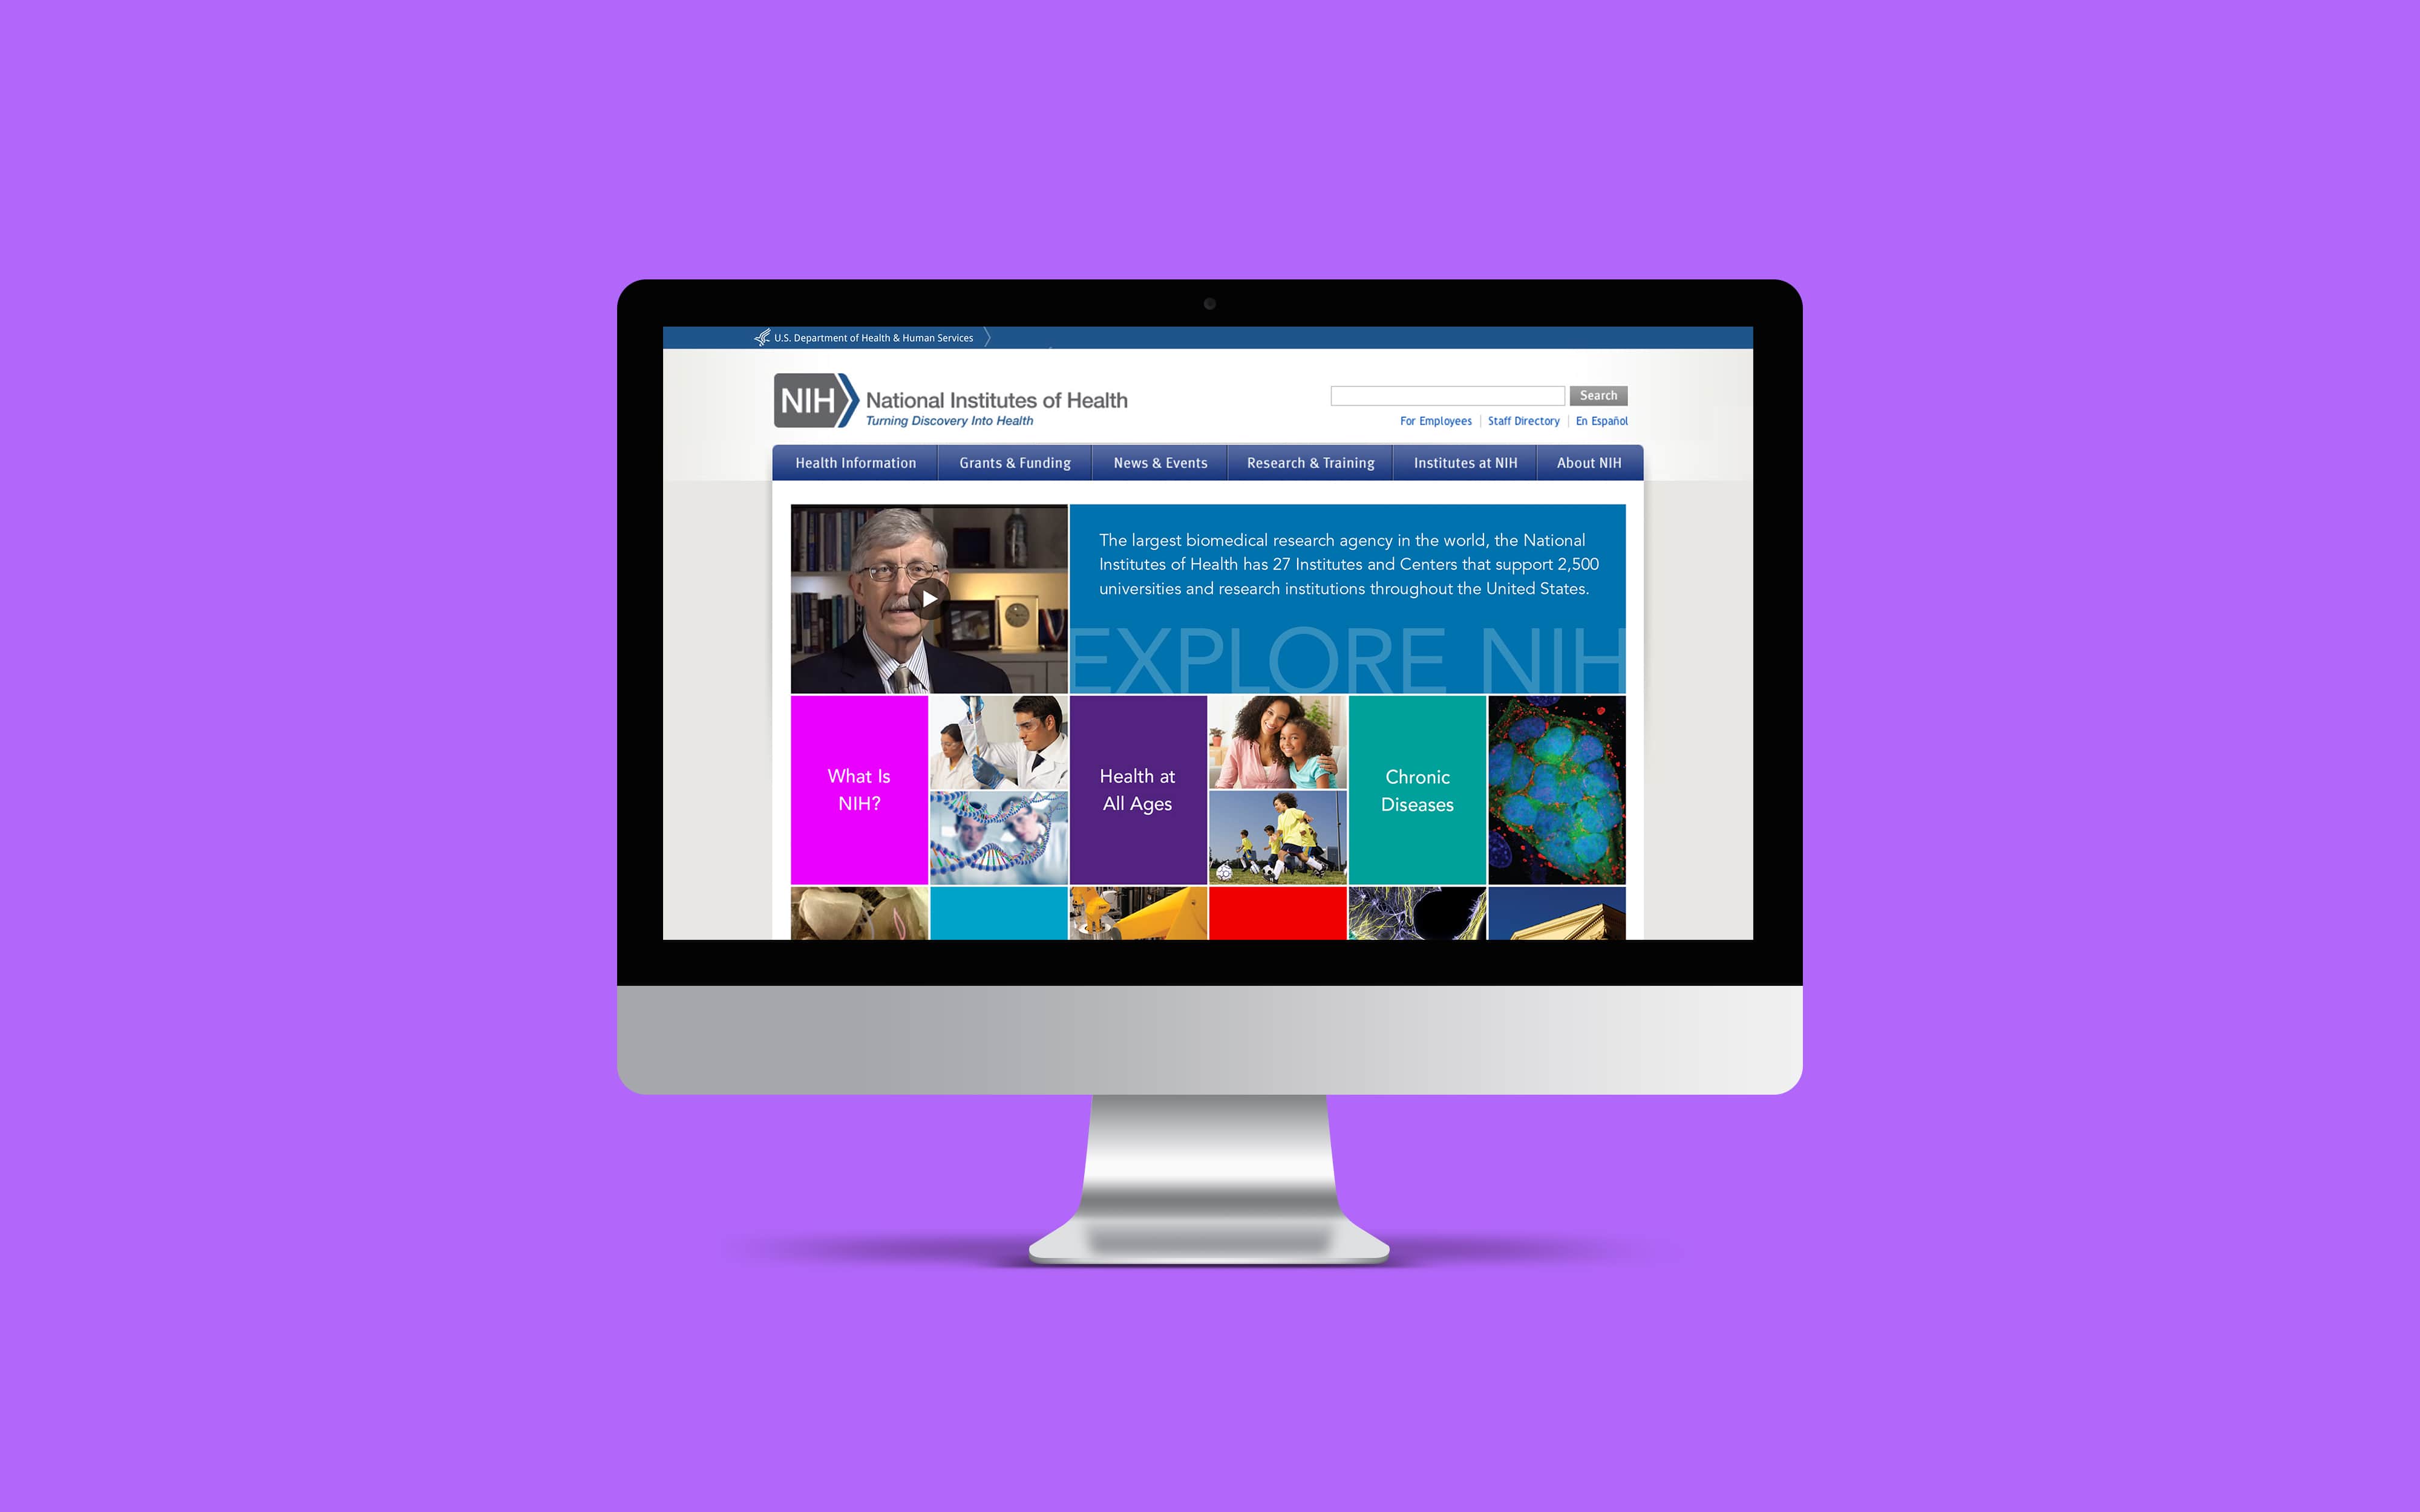 U.S. Department of Health & Human Services
NIH
National Institutes of Health
Turning Discovery Into Health
Search
For Employees
Staff Directory
En Español
Health Information
Grants & Funding
News & Events
Research & Training
Institutes at NIH
About NIH
The largest biomedical research agency in the world, the National
Institutes of Health has 27 Institutes and Centers that support 2,500
universities and research institutions throughout the United States.
EXPLORE NIH
What Is
NIH?
Health at
All Ages
Chronic
Diseases